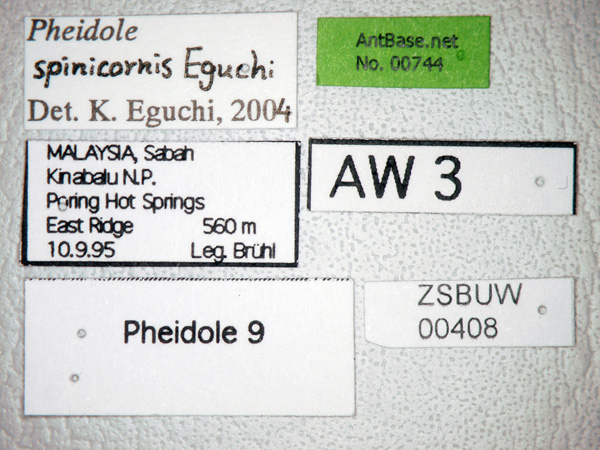 Pheidole
spinicornis Eguchi
Det. K. Eguchi, 2004
AntBase.net
No. 00744
MALAYSIA, Sabah
Kinabalu N.P.
Poring Hot Springs
East Ridge 560 m
10.9.95 Leg. Brühl
AW 3
Pheidole 9
ZSBUW
00408